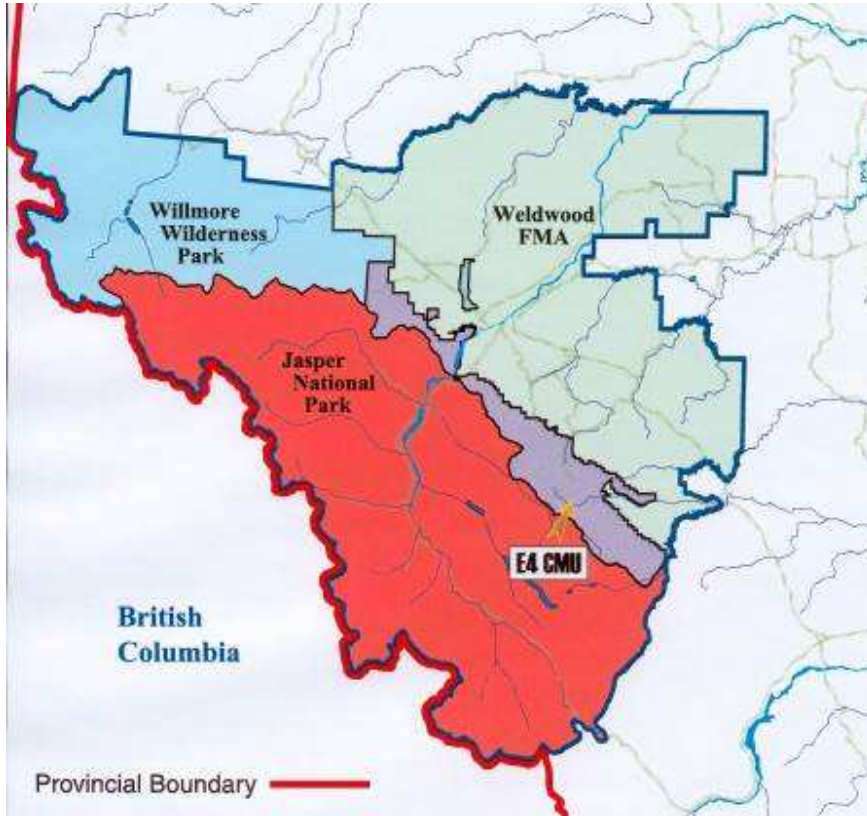 Willmore
Wilderness
Park
Weldwood
FMA
Jasper
National
Park
E4 CMU
British
Columbia
Provincial Boundary